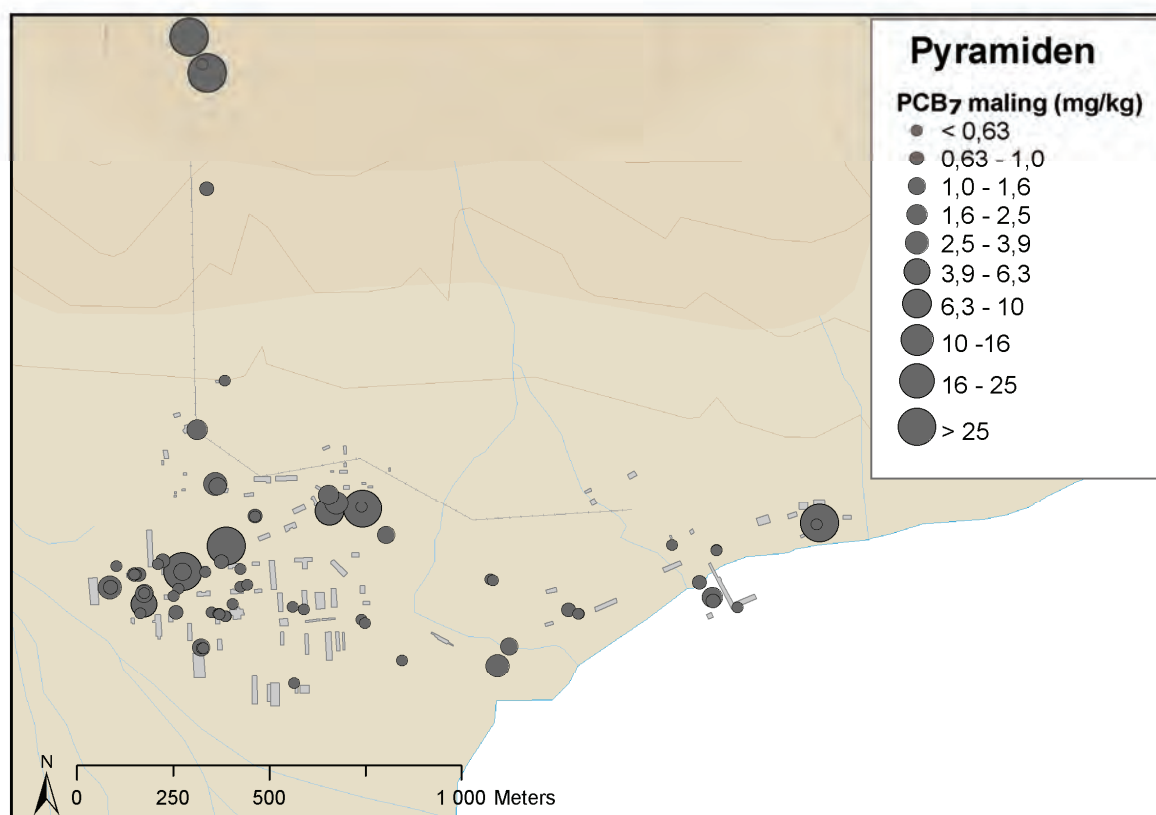 Pyramiden
PCB7 maling (mg/kg)
< 0,63
0,63 - 1,0
1,0 - 1,6
1,6 - 2,5
2,5 - 3,9
3,9 - 6,3
6,3 - 10
10 -16
16 - 25
> 25
N
0 250 500 1 000 Meters